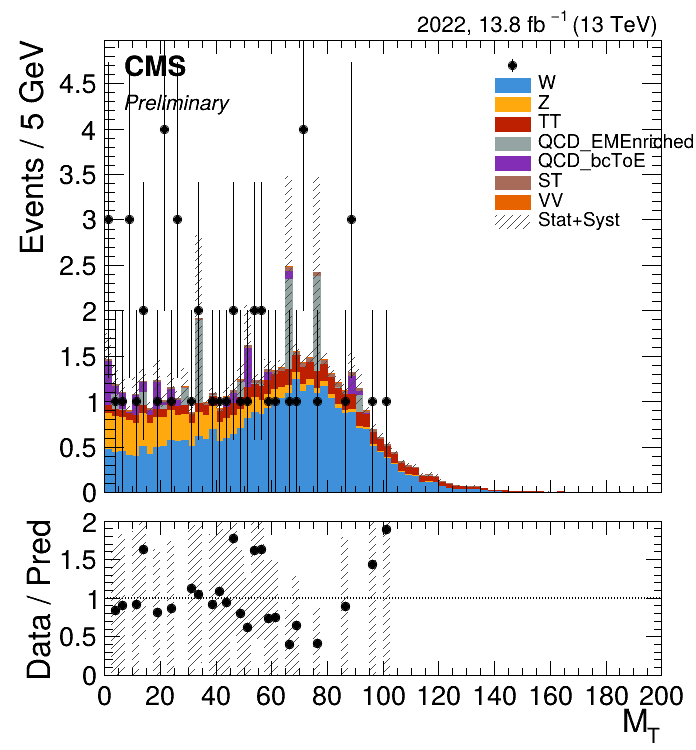 2022, 13.8 fb⁻¹ (13 TeV)
CMS
Preliminary
Events / 5 GeV
4.5
4
3.5
3
2.5
2
1.5
1
0.5
0
W
Z
TT
QCD_EMEnriched
QCD_bcToE
ST
VV
Stat+Syst
Data / Pred
2
1.5
1
0.5
0
0 20 40 60 80 100 120 140 160 180 200
M_T